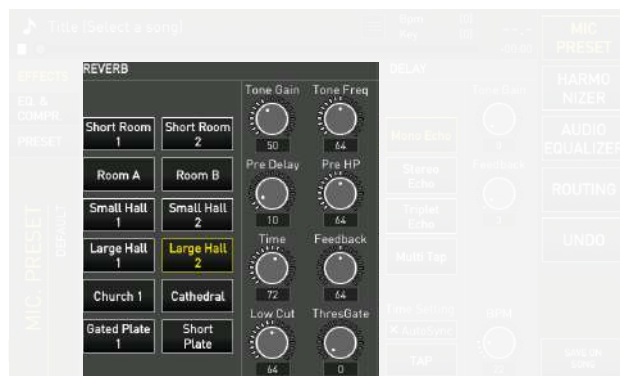 Title (Select a song)
Bpm
Key
MIC
PRESET
EFFECTS
EQ. &
COMPR.
PRESET
MIC. PRESET
DEFAULT
REVERB
Short Room
1
Short Room
2
Room A
Room B
Small Hall
1
Small Hall
2
Large Hall
1
Large Hall
2
Church 1
Cathedral
Gated Plate
1
Short
Plate
Tone Gain
50
Tone Freq
64
Pre Delay
10
Pre HP
64
Time
72
Feedback
64
Low Cut
64
ThresGate
0
DELAY
Mono Echo
Stereo
Echo
Triplet
Echo
Multi Tap
Time Setting
AutoSync
TAP
Tone Gain
Feedback
BPM
HARMO
NIZER
AUDIO
EQUALIZER
ROUTING
UNDO
SAVE ON
SONG